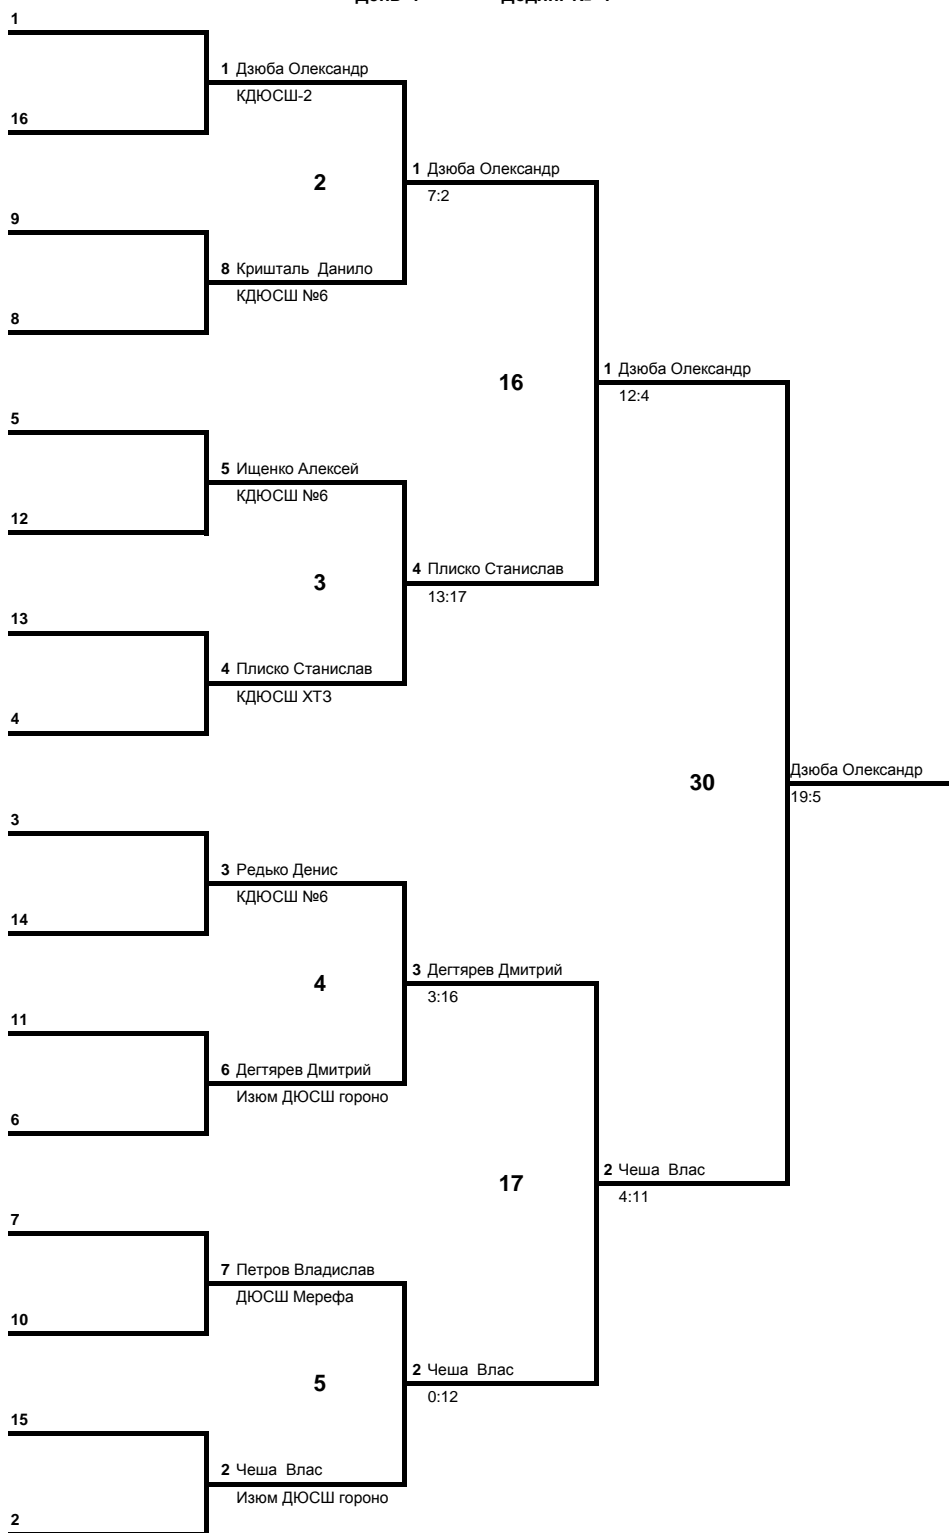 1
1 Дзюба Олександр
КДЮСШ-2
16
1 Дзюба Олександр
2
7:2
9
8 Кришталь Данило
КДЮСШ №6
8
1 Дзюба Олександр
16
12:4
5
5 Ищенко Алексей
КДЮСШ №6
12
4 Плиско Станислав
3
13:17
13
4 Плиско Станислав
КДЮСШ ХТЗ
4
Дзюба Олександр
30
19:5
3
3 Редько Денис
КДЮСШ №6
14
3 Дегтярев Дмитрий
4
3:16
11
6 Дегтярев Дмитрий
Изюм ДЮСШ гороно
6
2 Чеша Влас
17
4:11
7
7 Петров Владислав
ДЮСШ Мерефа
10
2 Чеша Влас
5
0:12
15
2 Чеша Влас
Изюм ДЮСШ гороно
2